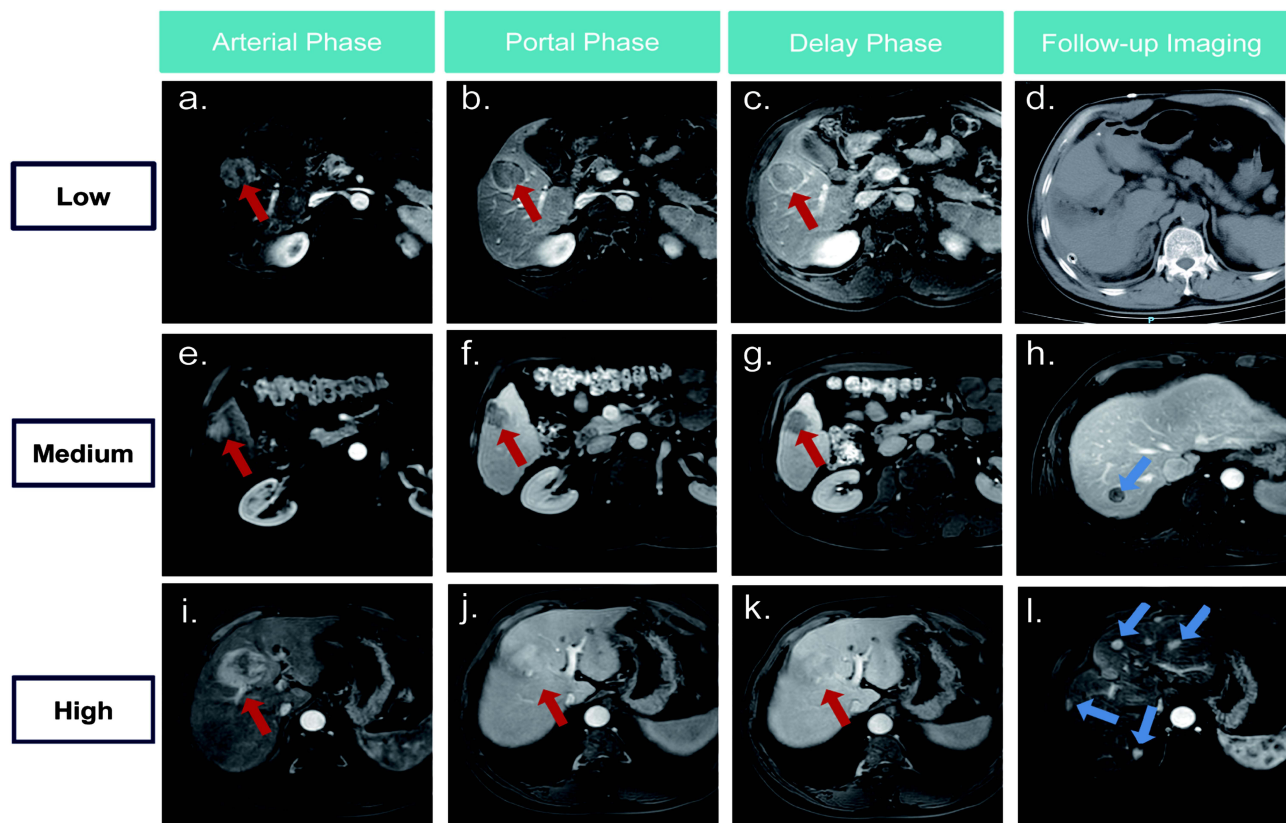 Arterial Phase
Portal Phase
Delay Phase
Follow-up Imaging
Low
a.
b.
c.
d.
P
Medium
e.
f.
g.
h.
High
i.
j.
k.
l.